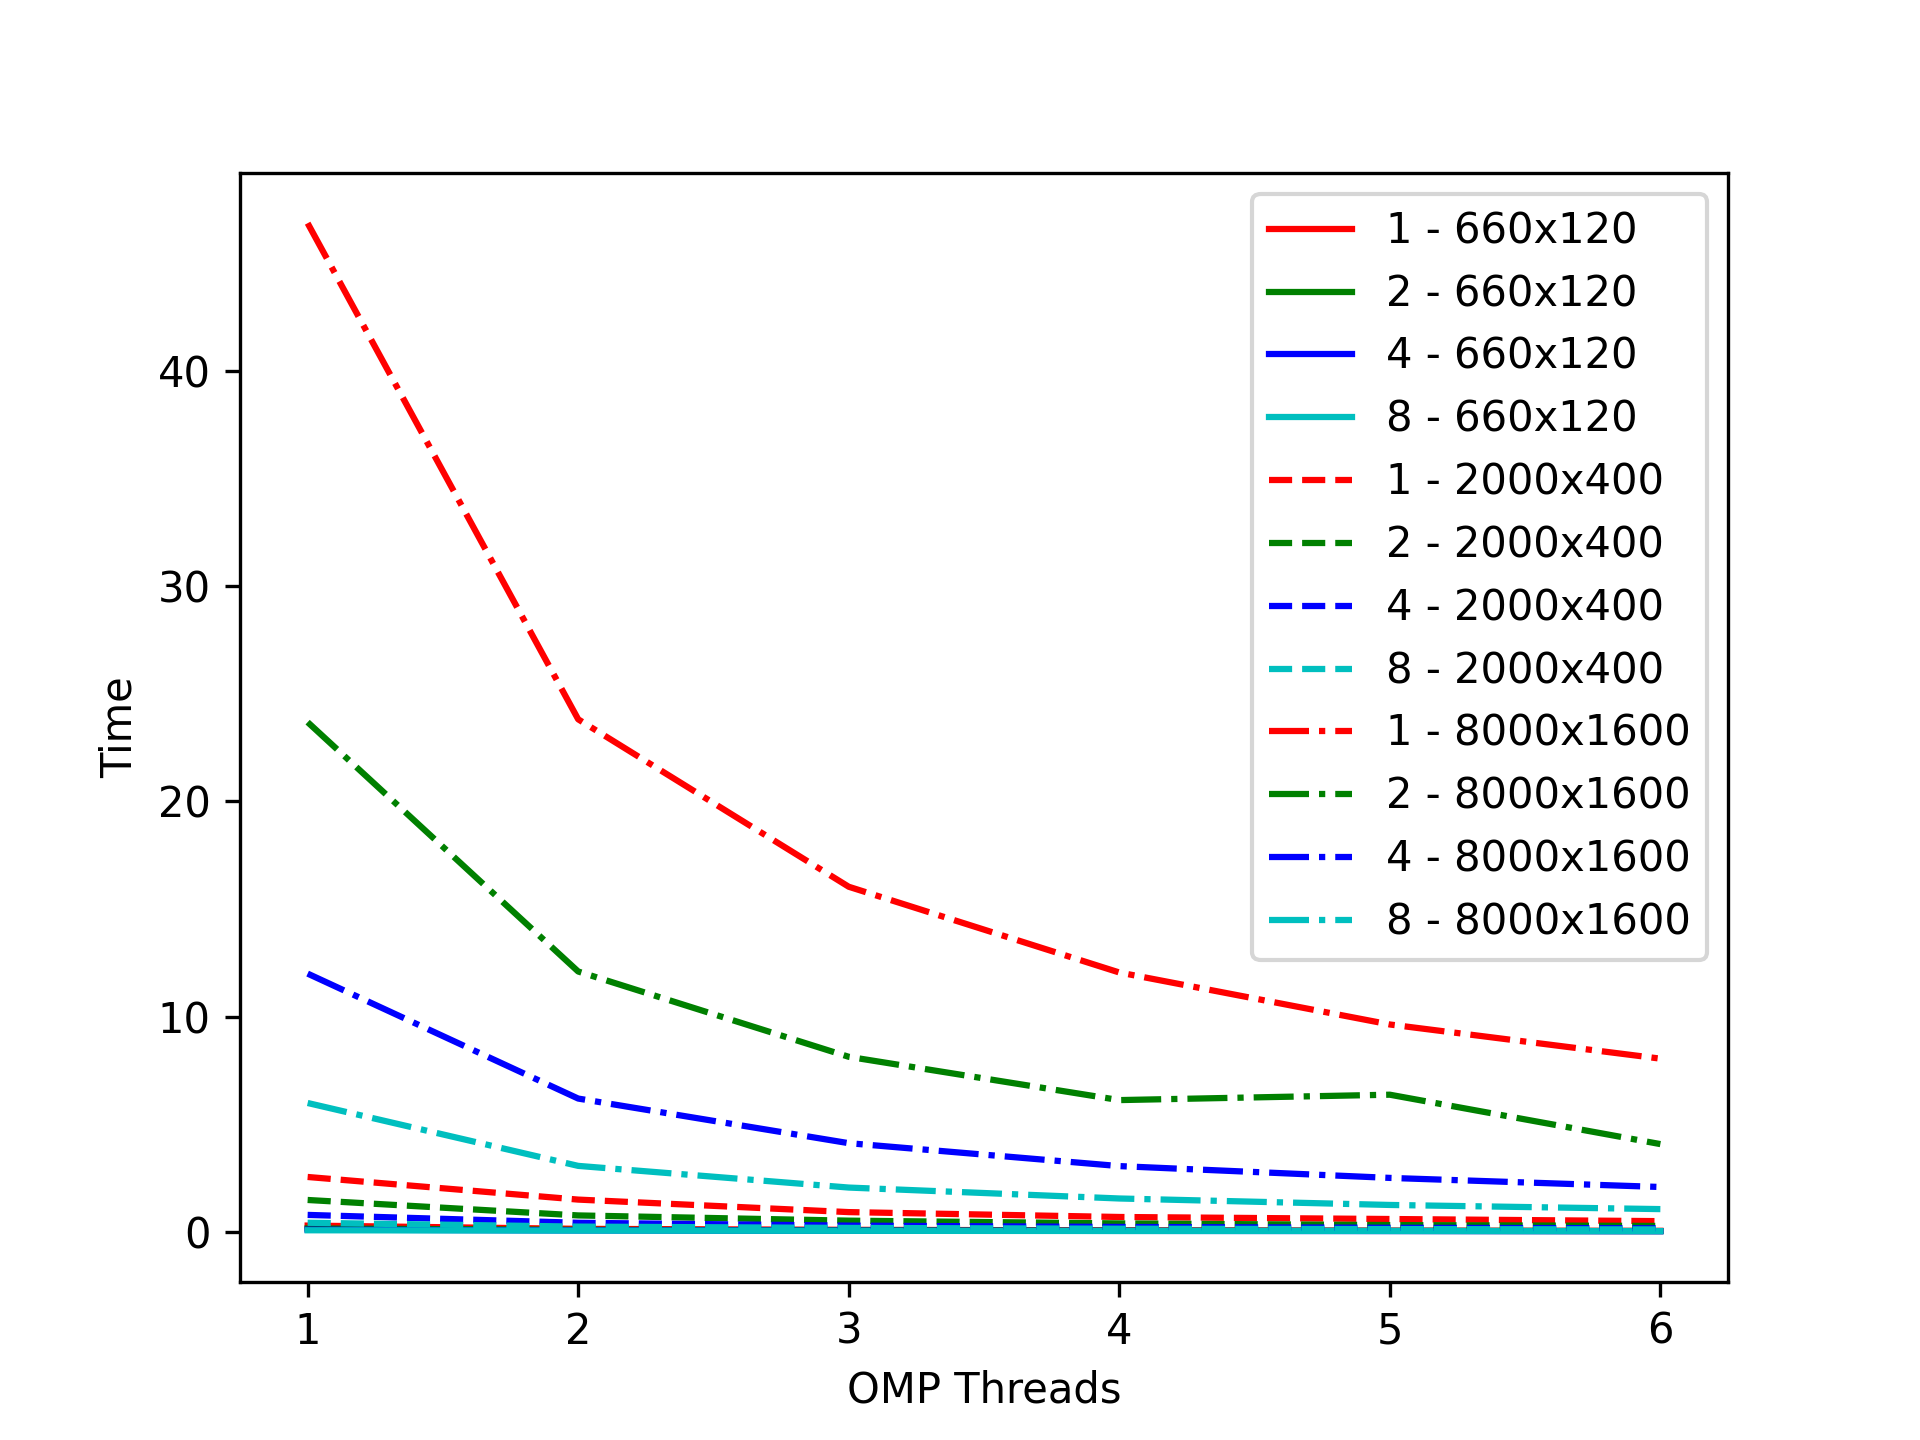 1 - 660x120
2 - 660x120
4 - 660x120
8 - 660x120
1 - 2000x400
2 - 2000x400
4 - 2000x400
8 - 2000x400
1 - 8000x1600
2 - 8000x1600
4 - 8000x1600
8 - 8000x1600
40
30
20
10
0
Time
1 2 3 4 5 6
OMP Threads